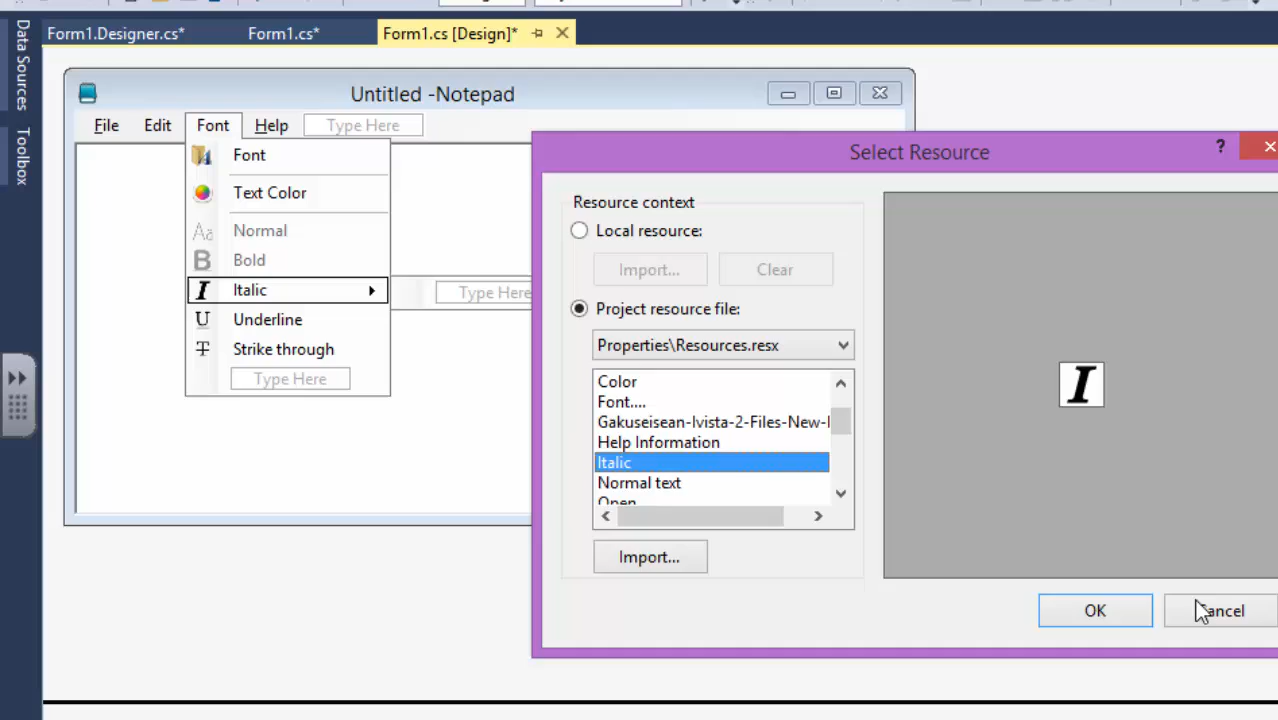 Form1.Designer.cs*
Form1.cs*
Form1.cs [Design]*
Data Sources
Toolbox
Untitled -Notepad
File
Edit
Font
Help
Type Here
Font
Text Color
Aa
Normal
B
Bold
I
Italic
Type Here
U
Underline
Strike through
Type Here
Select Resource
?
Resource context
Local resource:
Import...
Clear
Project resource file:
Properties\Resources.resx
Color
Font....
Gakuseisean-Ivista-2-Files-New-
Help Information
Italic
Normal text
Open
I
Import...
OK
Cancel